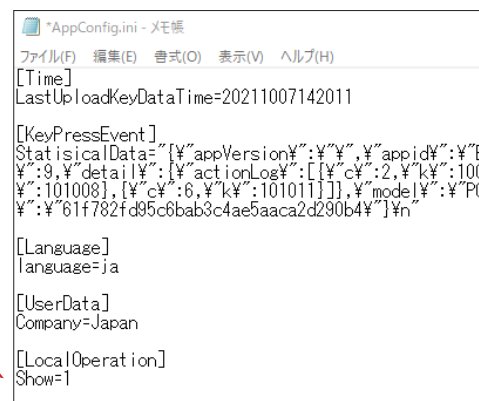 *AppConfig.ini - メモ帳
ファイル(F) 編集(E) 書式(O) 表示(V) ヘルプ(H)
[Time]
LastUploadKeyDataTime=20211007142011
[KeyPressEvent]
StatisicalData="{¥"appVersion¥":¥"¥",¥"appid¥":¥"
¥":9,¥"detail¥":{¥"actionLog¥":[{¥"c¥":2,¥"k¥":100
¥":101008},{¥"c¥":6,¥"k¥":101011}]},¥"model¥":¥"P
¥":¥"61f782fd95c6bab3c4ae5aaca2d290b4¥"}¥n"
[Language]
language=ja
[UserData]
Company=Japan
[LocalOperation]
Show=1